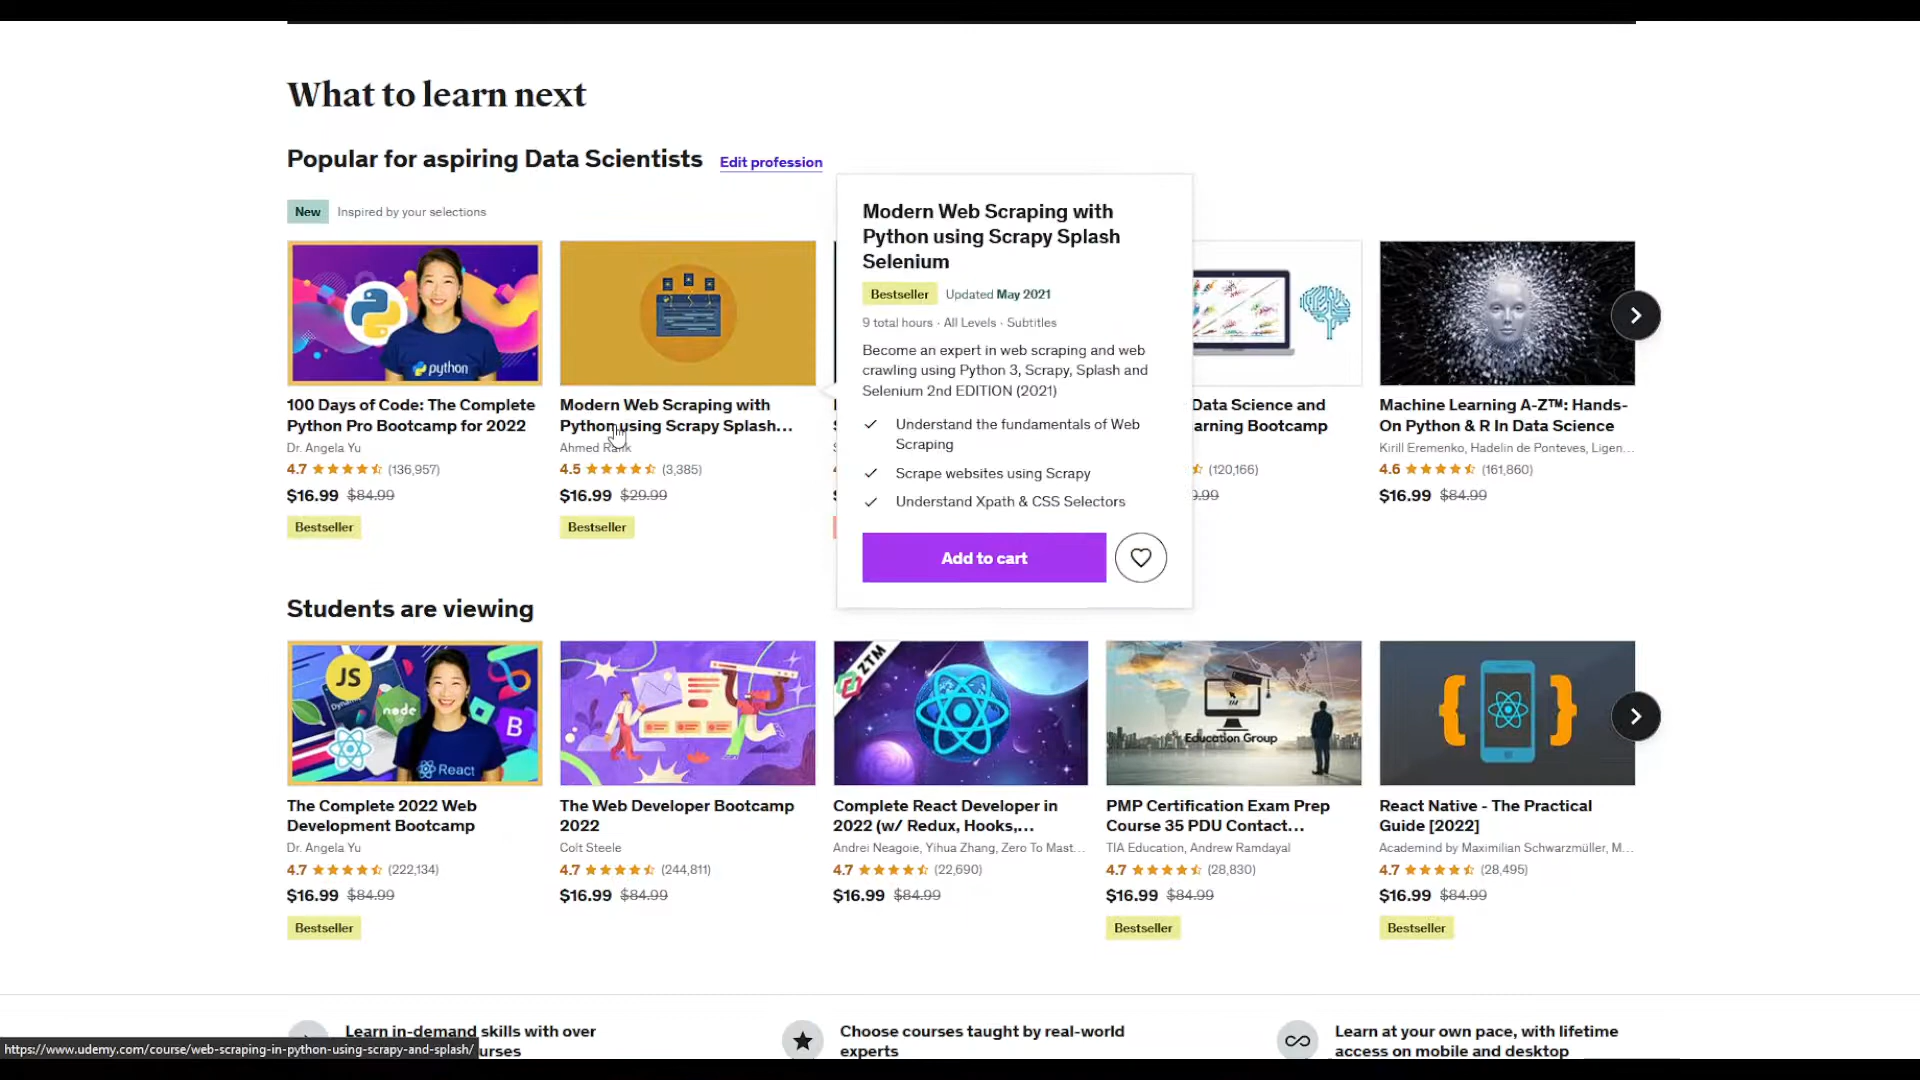 What to learn next
Popular for aspiring Data Scientists Edit profession
New Inspired by your selections
python
100 Days of Code: The Complete
Python Pro Bootcamp for 2022
Dr. Angela Yu
4.7 (136,957)
$16.99 $84.99
Bestseller
Modern Web Scraping with
Python using Scrapy Splash...
Ahmed
4.5 (3,385)
$16.99 $29.99
Bestseller
Modern Web Scraping with
Python using Scrapy Splash
Selenium
Bestseller Updated May 2021
9 total hours · All Levels · Subtitles
Become an expert in web scraping and web
crawling using Python 3, Scrapy, Splash and
Selenium 2nd EDITION (2021)
Understand the fundamentals of Web
Scraping
Scrape websites using Scrapy
Understand Xpath & CSS Selectors
Add to cart
Data Science and
arning Bootcamp
(120,166)
9.99
Machine Learning A-Z™: Hands-
On Python & R In Data Science
Kirill Eremenko, Hadelin de Ponteves, Ligen...
4.6 (161,860)
$16.99 $84.99
Students are viewing
JS
node
B
React
The Complete 2022 Web
Development Bootcamp
Dr. Angela Yu
4.7 (222,134)
$16.99 $84.99
Bestseller
The Web Developer Bootcamp
2022
Colt Steele
4.7 (244,811)
$16.99 $84.99
ZTM
Complete React Developer in
2022 (w/ Redux, Hooks,...
Andrei Neagoie, Yihua Zhang, Zero To Mast...
4.7 (22,690)
$16.99 $84.99
Education Group
PMP Certification Exam Prep
Course 35 PDU Contact...
TIA Education, Andrew Ramdayal
4.7 (28,830)
$16.99 $84.99
Bestseller
React Native - The Practical
Guide [2022]
Academind by Maximilian Schwarzmüller, M...
4.7 (28,495)
$16.99 $84.99
Bestseller
Learn in-demand skills with over
urses
Choose courses taught by real-world
experts
Learn at your own pace, with lifetime
access on mobile and desktop
https://www.udemy.com/course/web-scraping-in-python-using-scrapy-and-splash/